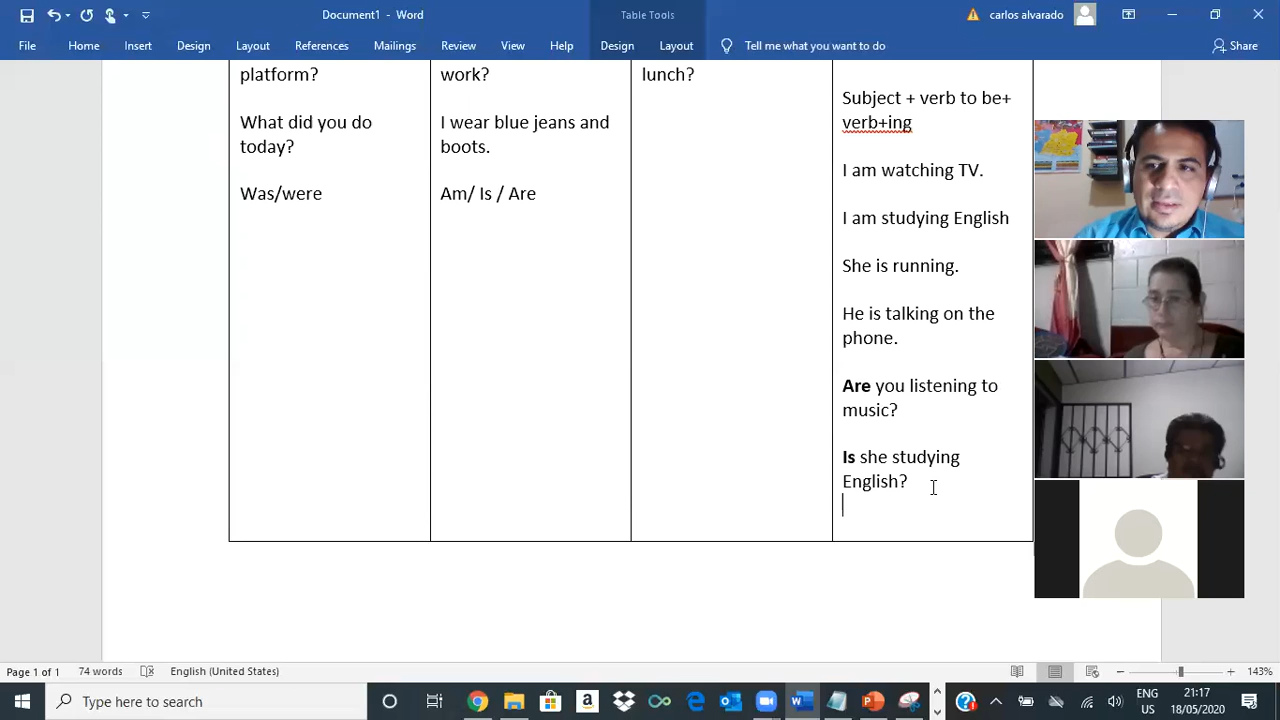 Document1 - Word
Table Tools
carlos alvarado
File
Home
Insert
Design
Layout
References
Mailings
Review
View
Help
Design
Layout
Tell me what you want to do
Share
platform?
What did you do
today?
Was/were
work?
I wear blue jeans and
boots.
Am/ Is / Are
lunch?
Subject + verb to be+
verb+ing
I am watching TV.
I am studying English
She is running.
He is talking on the
phone.
Are you listening to
music?
Is she studying
English?
Page 1 of 1
74 words
English (United States)
143%
Type here to search
ENG
US
21:17
18/05/2020